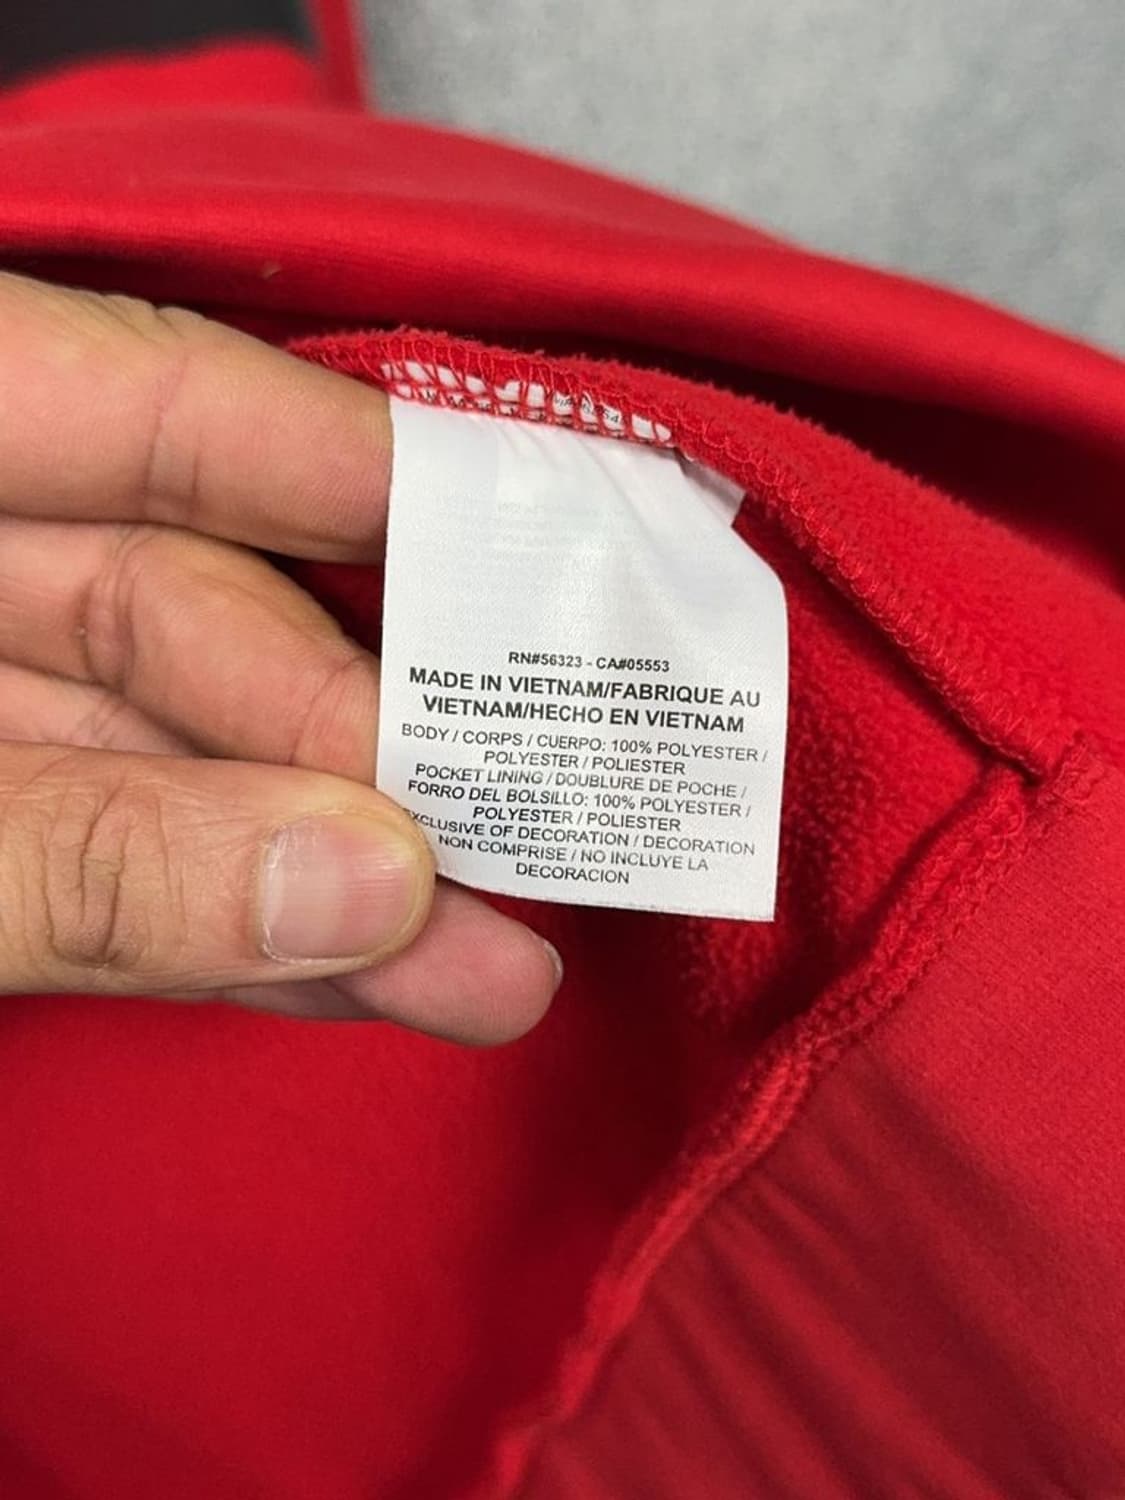 RN#56323 - CA#05553
MADE IN VIETNAM/FABRIQUE AU
VIETNAM/HECHO EN VIETNAM
BODY / CORPS / CUERPO: 100% POLYESTER /
POLYESTER / POLIESTER
POCKET LINING / DOUBLURE DE POCHE /
FORRO DEL BOLSILLO: 100% POLYESTER /
POLYESTER / POLIESTER
EXCLUSIVE OF DECORATION / DECORATION
NON COMPRISE / NO INCLUYE LA
DECORACION